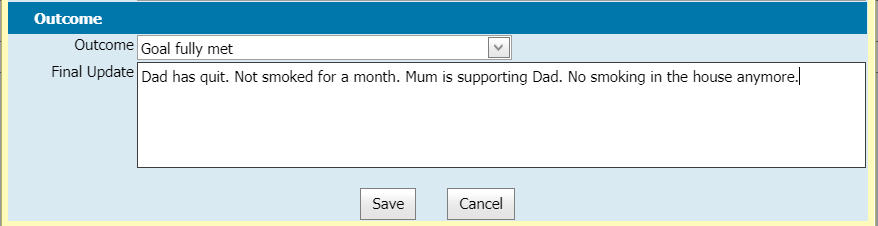 Outcome
Outcome Goal fully met
Final Update Dad has quit. Not smoked for a month. Mum is supporting Dad. No smoking in the house anymore.
Save Cancel